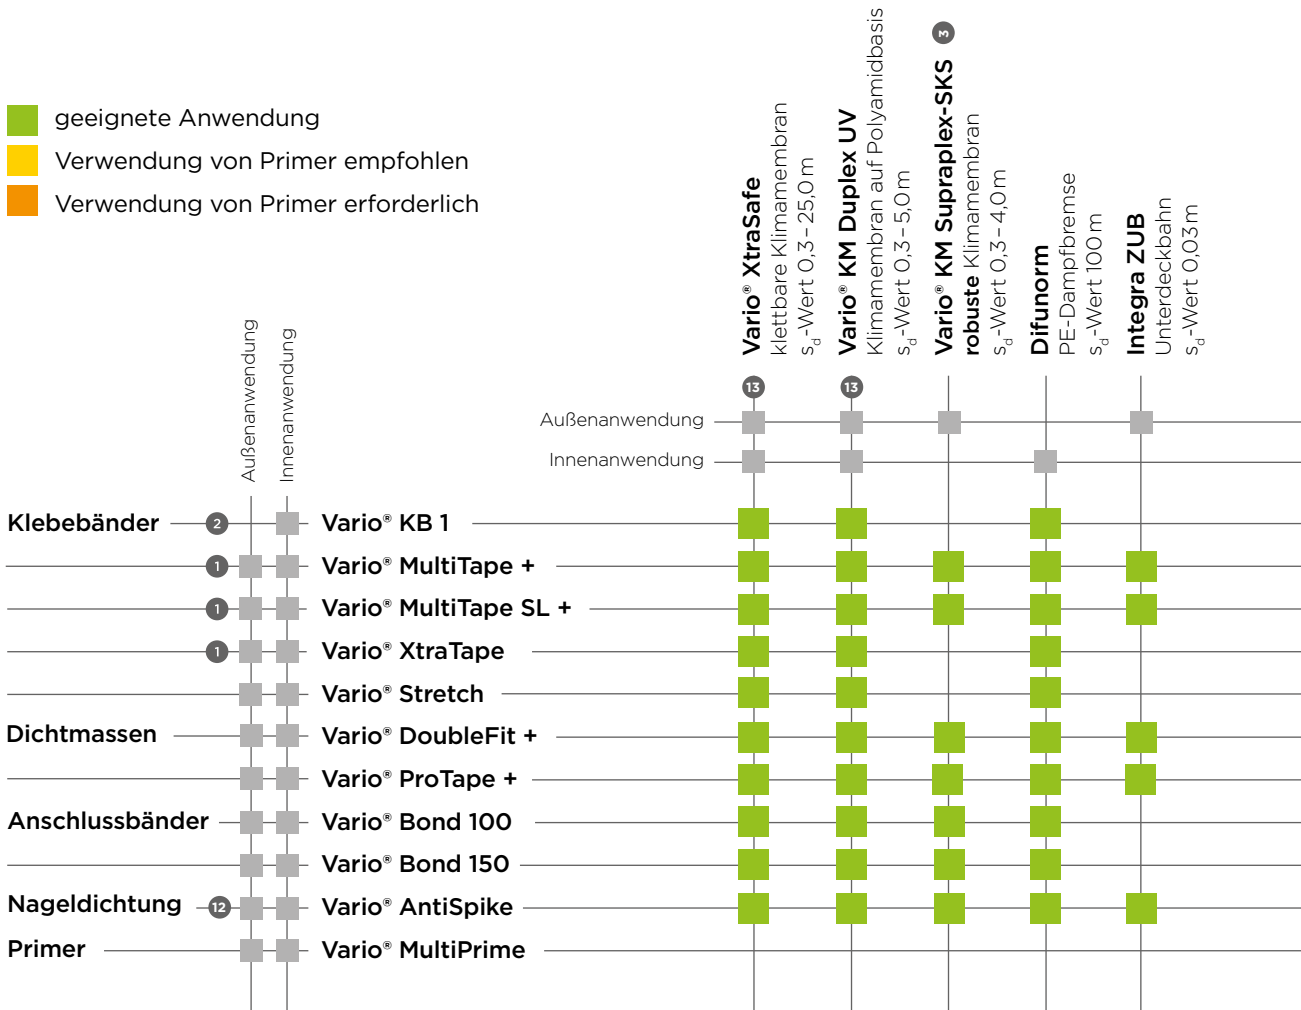 geeignete Anwendung
Verwendung von Primer empfohlen
Verwendung von Primer erforderlich
Vario® XtraSafe
klettbare Klimamembran
sd-Wert 0,3 – 25,0 m
13
Vario® KM Duplex UV
Klimamembran auf Polyamidbasis
sd-Wert 0,3 – 5,0 m
13
Vario® KM Supraplex-SKS 3
robuste Klimamembran
sd-Wert 0,3 – 4,0 m
Difunorm
PE-Dampfbremse
sd-Wert 100 m
Integra ZUB
Unterdeckbahn
sd-Wert 0,03 m
Außenanwendung
Innenanwendung
Außenanwendung
Innenanwendung
Klebebänder 2 Vario® KB 1
1 Vario® MultiTape +
1 Vario® MultiTape SL +
1 Vario® XtraTape
Vario® Stretch
Dichtmassen Vario® DoubleFit +
Vario® ProTape +
Anschlussbänder Vario® Bond 100
Vario® Bond 150
Nageldichtung 12 Vario® AntiSpike
Primer Vario® MultiPrime